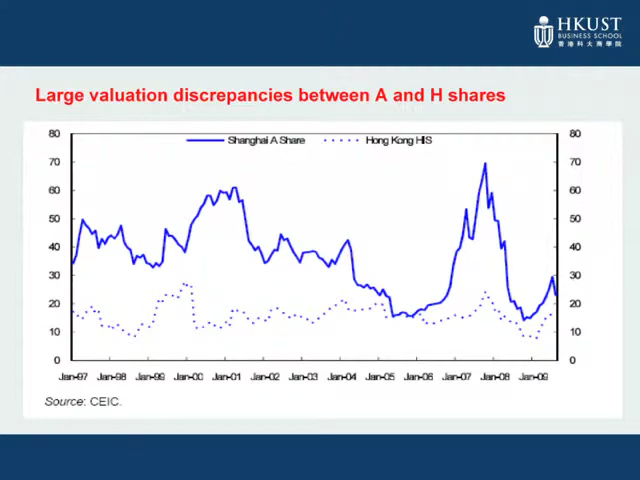 HKUST
BUSINESS SCHOOL
香港科大商學院
Large valuation discrepancies between A and H shares
80 80
Shanghai A Share Hong Kong HIS
70 70
60 60
50 50
40 40
30 30
20 20
10 10
0 0
Jan-97 Jan-98 Jan-99 Jan-00 Jan-01 Jan-02 Jan-03 Jan-04 Jan-05 Jan-06 Jan-07 Jan-08 Jan-09
Source: CEIC.